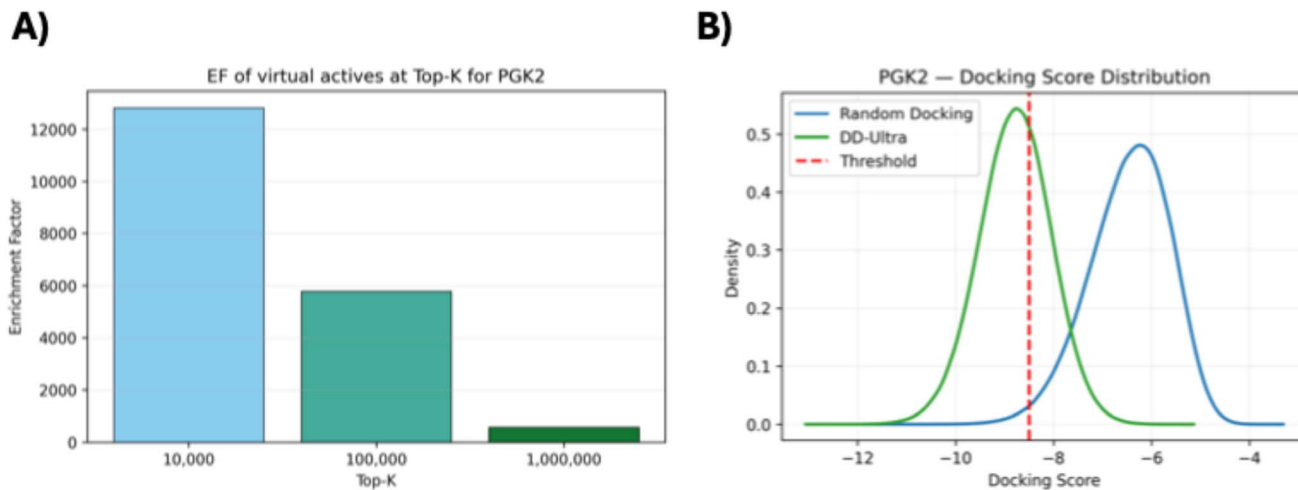 A)
EF of virtual actives at Top-K for PGK2
Enrichment Factor
12000
10000
8000
6000
4000
2000
0
10,000
100,000
1,000,000
Top-K
B)
PGK2 — Docking Score Distribution
Random Docking
DD-Ultra
Threshold
Density
0.5
0.4
0.3
0.2
0.1
0.0
−12
−10
−8
−6
−4
Docking Score